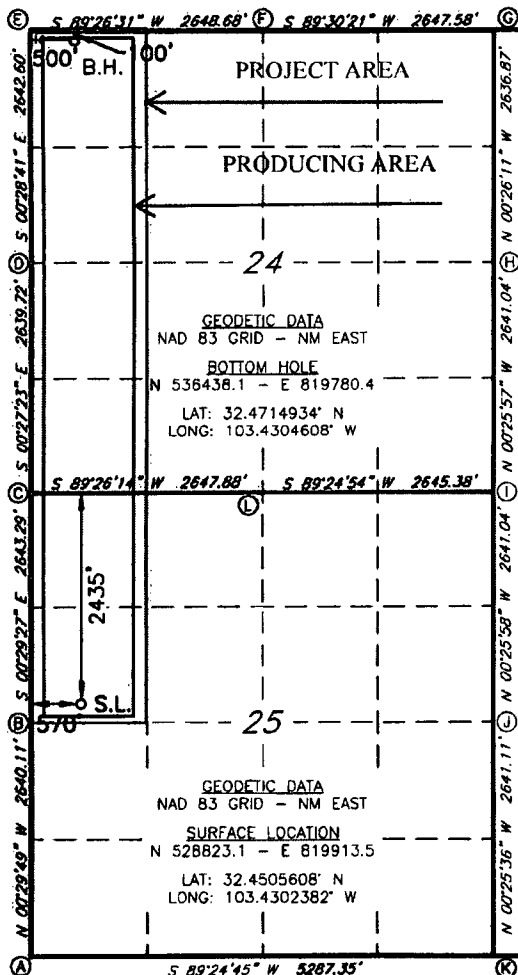 Ⓔ S 89°26'31" W 2648.68' Ⓕ S 89°30'21" W 2647.58' Ⓖ
500' B.H. 100'
PROJECT AREA
PRODUCING AREA
S 00°28'41" E 2642.60'
N 00°26'11" W 2636.87'
Ⓓ 24 Ⓗ
GEODETIC DATA
NAD 83 GRID - NM EAST
BOTTOM HOLE
N 536438.1 - E 819780.4
LAT: 32.4714934° N
LONG: 103.4304608° W
S 00°27'23" E 2639.72'
N 00°25'57" W 2641.04'
Ⓒ S 89°26'14" W 2647.88' S 89°24'54" W 2645.38' Ⓘ
Ⓛ
2435'
S 00°29'27" E 2643.29'
N 00°25'58" W 2641.04'
S.L.
570'
Ⓑ 25 Ⓙ
GEODETIC DATA
NAD 83 GRID - NM EAST
SURFACE LOCATION
N 528823.1 - E 819913.5
LAT: 32.4505608° N
LONG: 103.4302382° W
N 00°29'49" W 2640.11'
N 00°25'36" W 2641.11'
Ⓐ S 89°24'45" W 5287.35' Ⓚ